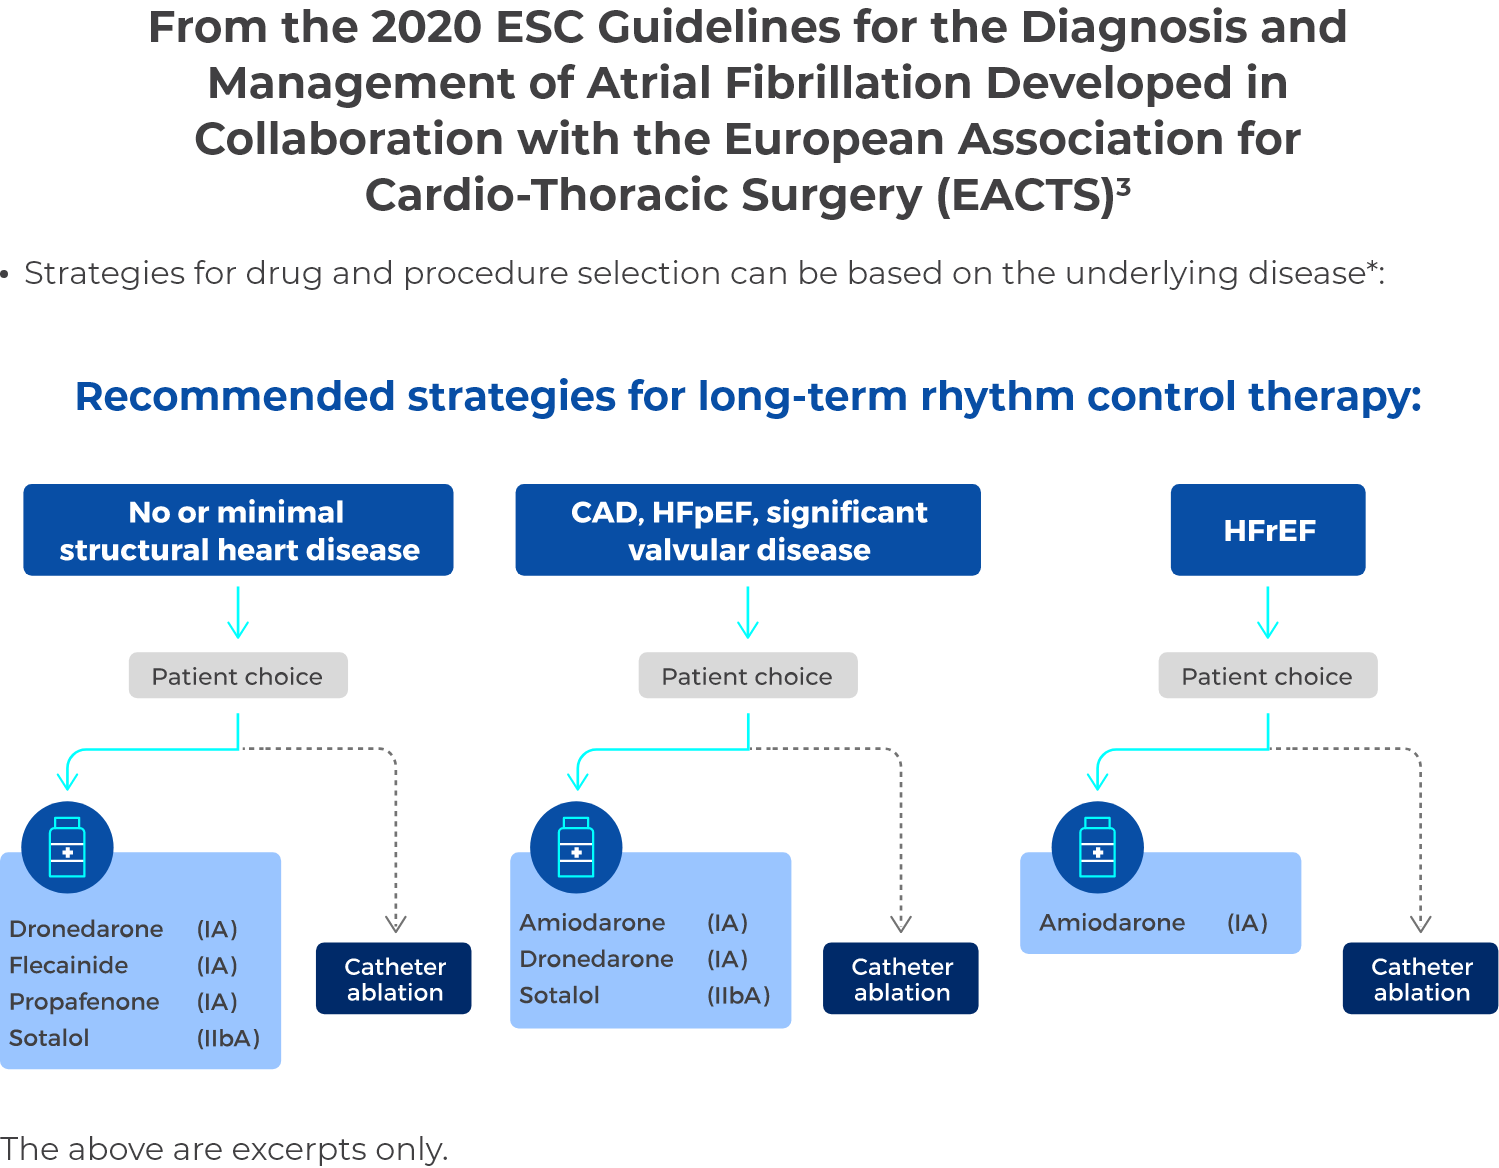 From the 2020 ESC Guidelines for the Diagnosis and
Management of Atrial Fibrillation Developed in
Collaboration with the European Association for
Cardio-Thoracic Surgery (EACTS)³
• Strategies for drug and procedure selection can be based on the underlying disease*:
Recommended strategies for long-term rhythm control therapy:
No or minimal
structural heart disease
Patient choice
Dronedarone (IA)
Flecainide (IA)
Propafenone (IA)
Sotalol (IIbA)
Catheter
ablation
CAD, HFpEF, significant
valvular disease
Patient choice
Amiodarone (IA)
Dronedarone (IA)
Sotalol (IIbA)
Catheter
ablation
HFrEF
Patient choice
Amiodarone (IA)
Catheter
ablation
The above are excerpts only.